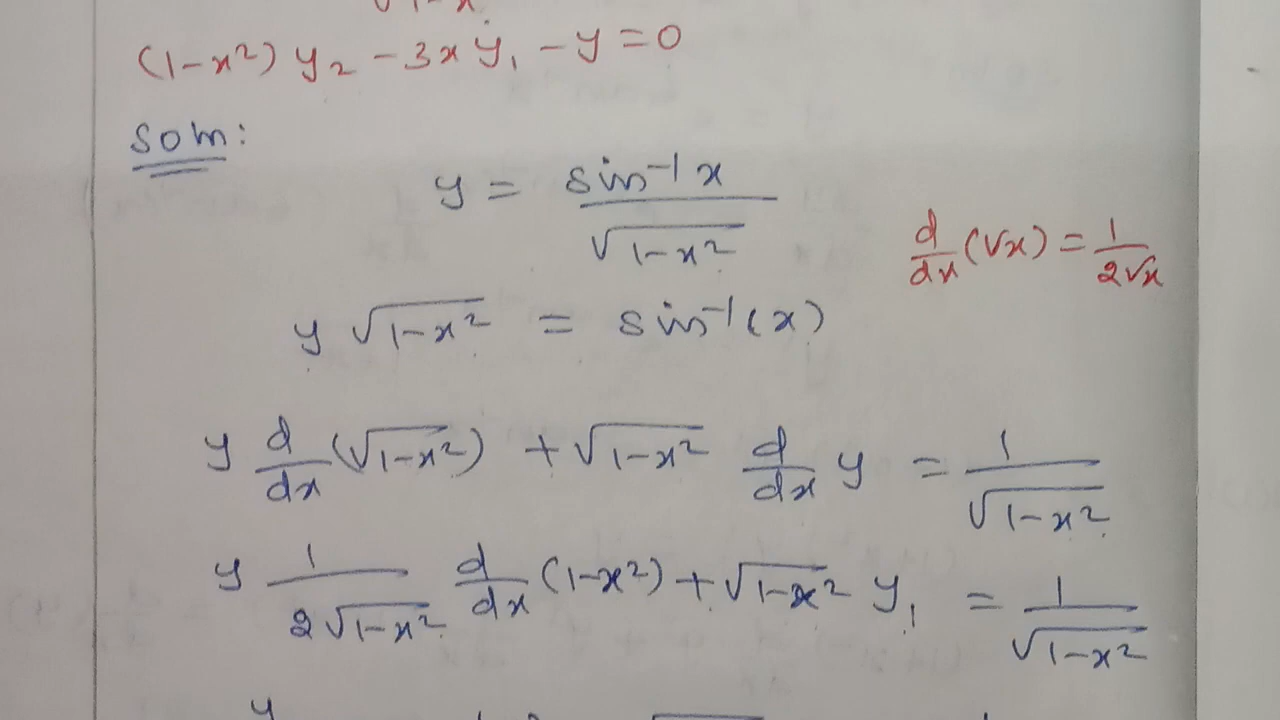 √1-x
(1-x²) y₂ - 3x y₁ - y = 0
Soln:
y = sin⁻¹x / √1-x²
d/dx (√x) = 1 / 2√x
y √1-x² = sin⁻¹(x)
y d/dx (√1-x²) + √1-x² d/dx y = 1 / √1-x²
y 1 / 2√1-x² d/dx (1-x²) + √1-x² y₁ = 1 / √1-x²
y